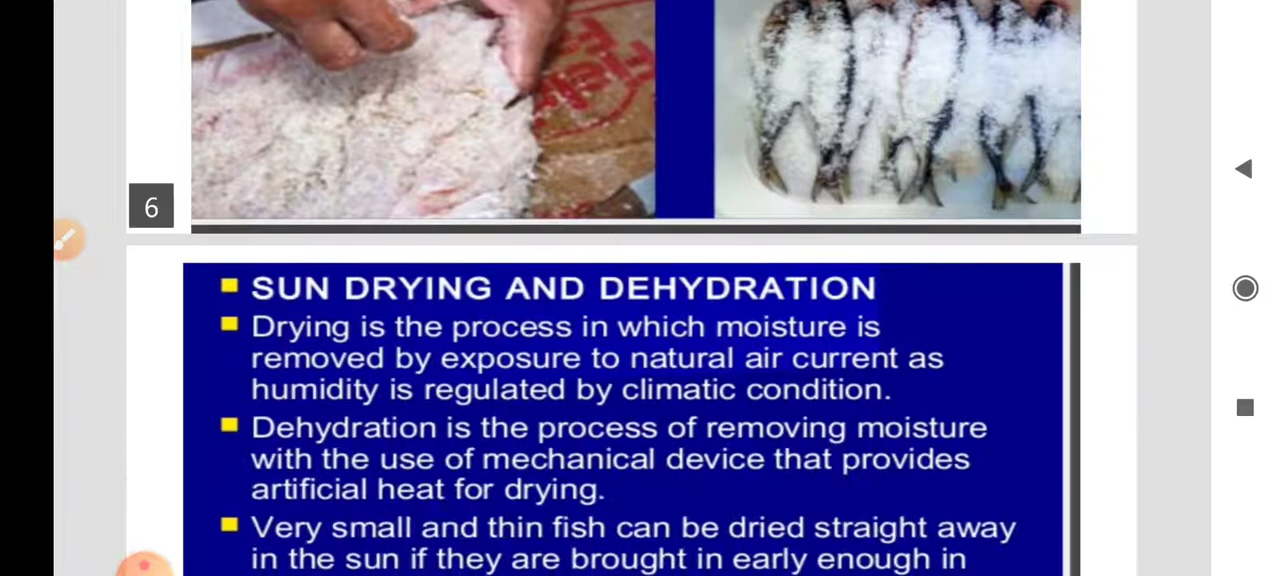 6
SUN DRYING AND DEHYDRATION
Drying is the process in which moisture is
removed by exposure to natural air current as
humidity is regulated by climatic condition.
Dehydration is the process of removing moisture
with the use of mechanical device that provides
artificial heat for drying.
Very small and thin fish can be dried straight away
in the sun if they are brought in early enough in